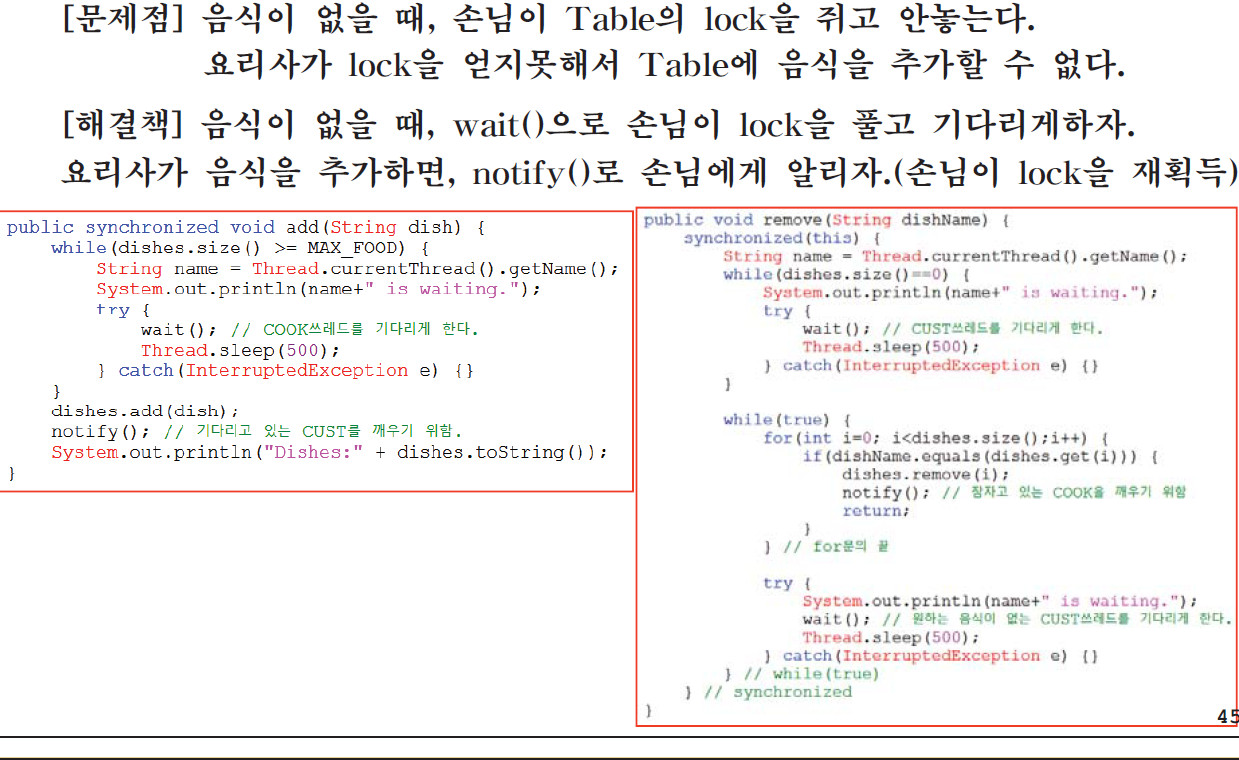 [문제점] 음식이 없을 때, 손님이 Table의 lock을 쥐고 안놓는다.
요리사가 lock을 얻지못해서 Table에 음식을 추가할 수 없다.
[해결책] 음식이 없을 때, wait()으로 손님이 lock을 풀고 기다리게하자.
요리사가 음식을 추가하면, notify()로 손님에게 알리자.(손님이 lock을 재획득)
public synchronized void add(String dish) {
while(dishes.size() >= MAX_FOOD) {
String name = Thread.currentThread().getName();
System.out.println(name+" is waiting.");
try {
wait(); // COOK쓰레드를 기다리게 한다.
Thread.sleep(500);
} catch(InterruptedException e) {}
}
dishes.add(dish);
notify(); // 기다리고 있는 CUST를 깨우기 위함.
System.out.println("Dishes:" + dishes.toString());
}
public void remove(String dishName) {
synchronized(this) {
String name = Thread.currentThread().getName();
while(dishes.size()==0) {
System.out.println(name+" is waiting.");
try {
wait(); // CUST쓰레드를 기다리게 한다.
Thread.sleep(500);
} catch(InterruptedException e) {}
}
while(true) {
for(int i=0; i<dishes.size();i++) {
if(dishName.equals(dishes.get(i))) {
dishes.remove(i);
notify(); // 잠자고 있는 COOK을 깨우기 위함
return;
}
} // for문의 끝
try {
System.out.println(name+" is waiting.");
wait(); // 원하는 음식이 없는 CUST쓰레드를 기다리게 한다.
Thread.sleep(500);
} catch(InterruptedException e) {}
} // while(true)
} // synchronized
}
45